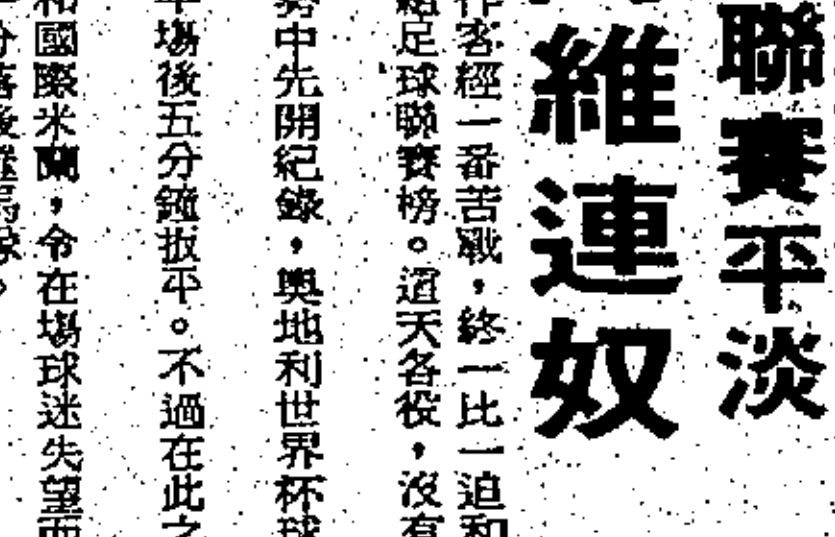 聯賽平淡
維連奴
作客經一番苦戰，終一比一迫和
組足球聯賽榜。這天各役，沒有
勢中先開紀錄，奧地利世界杯球
場後五分鐘扳平。不過在此之
和國際米蘭，令在場球迷失望而
分落後羅馬隊。